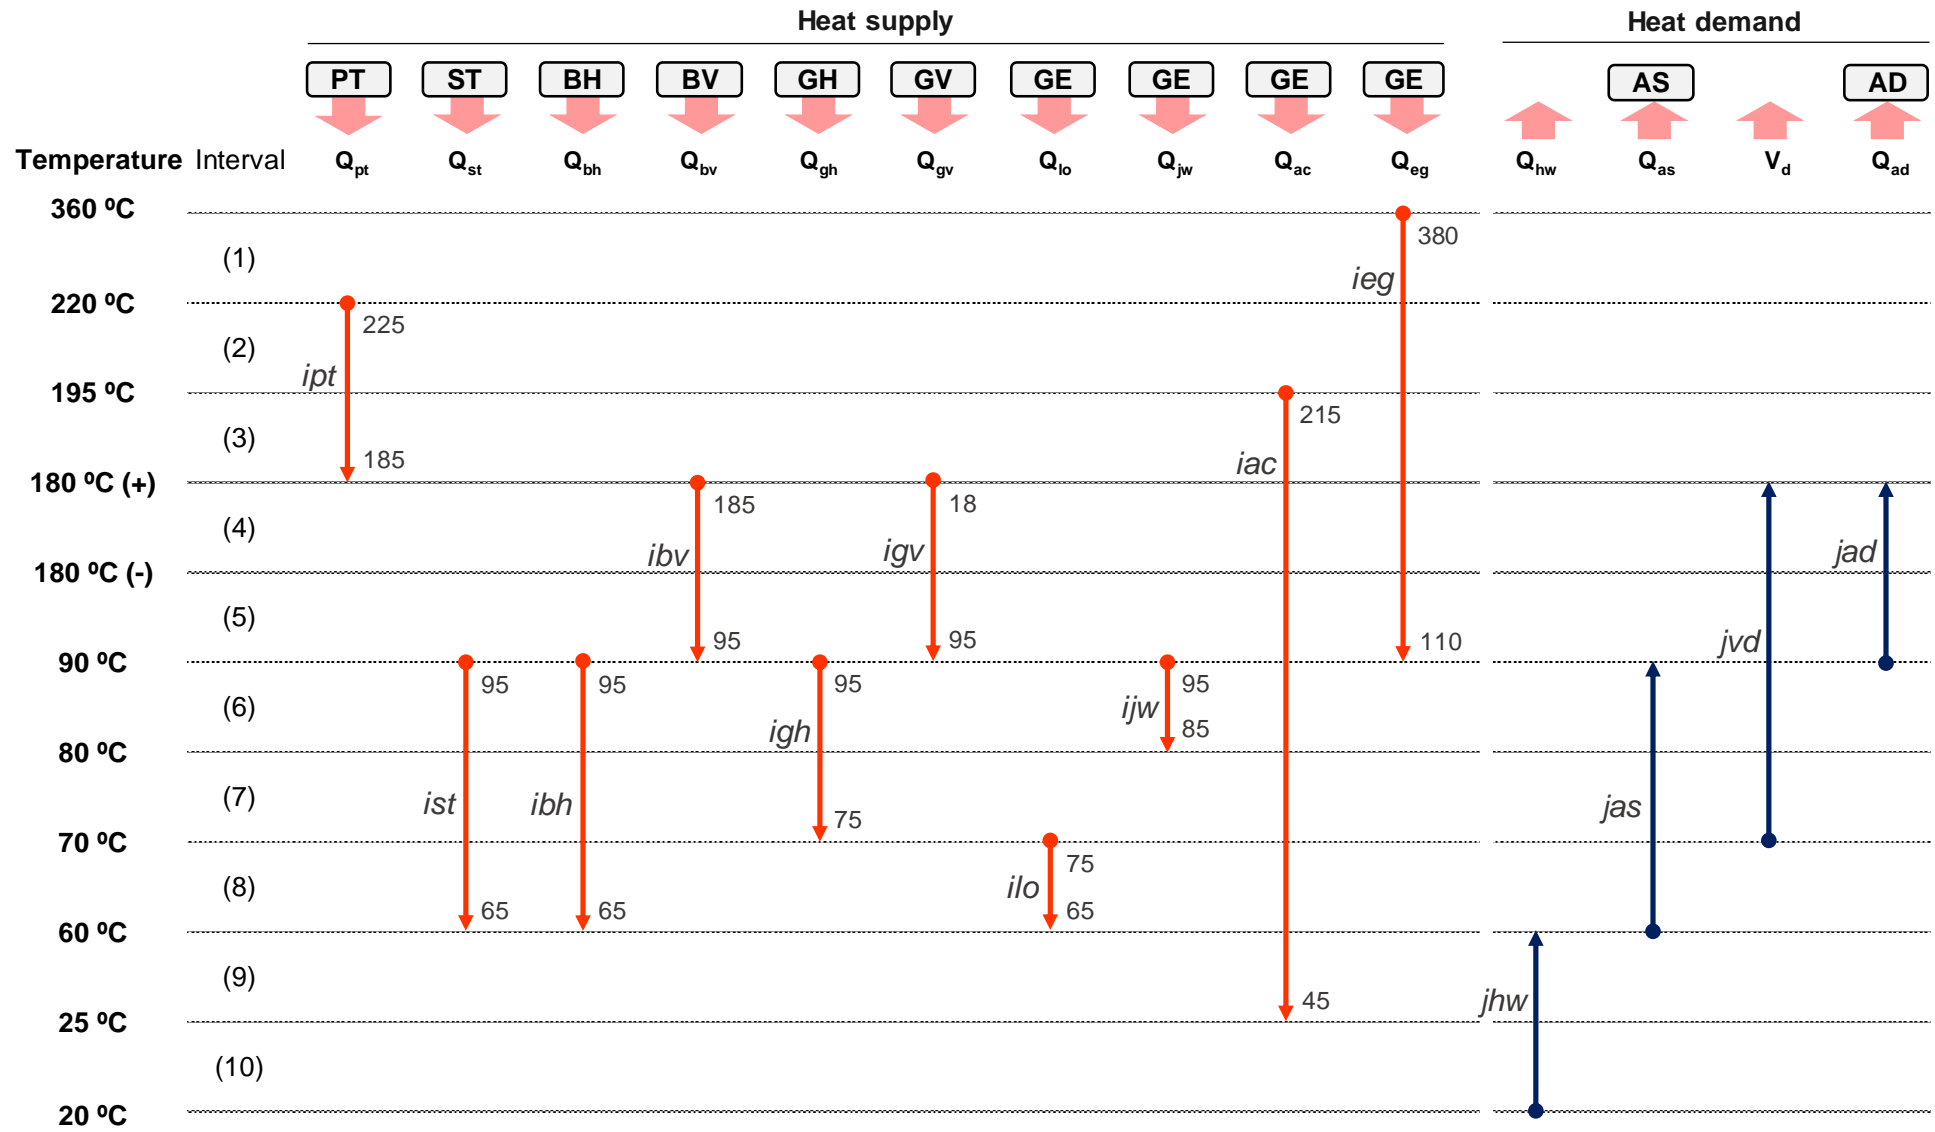 Heat supply Heat demand
PT ST BH BV GH GV GE GE GE GE AS AD
Temperature Interval Qpt Qst Qbh Qbv Qgh Qgv Qlo Qjw Qac Qeg Qhw Qas Vd Qad
360 ºC
380
(1)
ieg
220 ºC
225
(2)
ipt
195 ºC
215
(3)
185
iac
180 ºC (+)
185 18
(4)
ibv igv jad
180 ºC (-)
(5)
95 95 110 jvd
90 ºC
95 95 95 95
(6)
igh ijw 85
80 ºC
(7)
ist ibh 75 jas
70 ºC
75
(8)
ilo
65 65 65
60 ºC
(9)
45 jhw
25 ºC
(10)
20 ºC